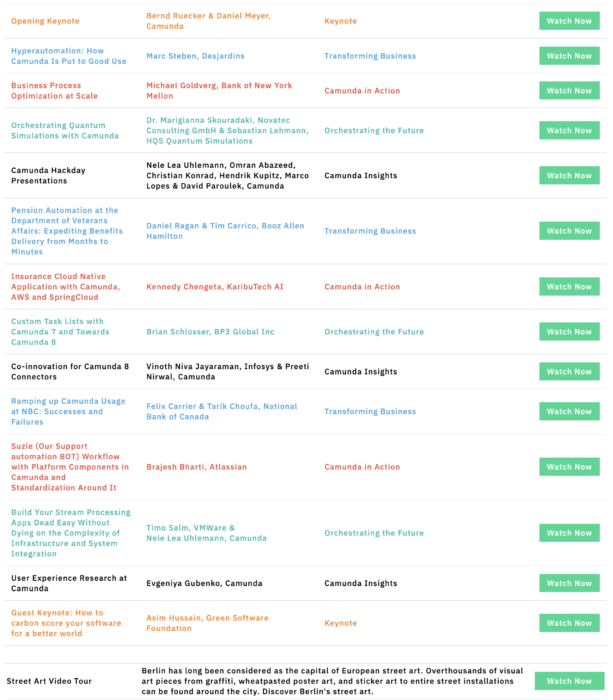 Opening Keynote
Bernd Ruecker & Daniel Meyer,
Camunda
Keynote
Watch Now
Hyperautomation: How
Camunda Is Put to Good Use
Marc Steben, Desjardins
Transforming Business
Watch Now
Business Process
Optimization at Scale
Michael Goldverg, Bank of New York
Mellon
Camunda in Action
Watch Now
Orchestrating Quantum
Simulations with Camunda
Dr. Marigianna Skouradaki, Novatec
Consulting GmbH & Sebastian Lehmann,
HQS Quantum Simulations
Orchestrating the Future
Watch Now
Camunda Hackday
Presentations
Nele Lea Uhlemann, Omran Abazeed,
Christian Konrad, Hendrik Kupitz, Marco
Lopes & David Paroulek, Camunda
Camunda Insights
Watch Now
Pension Automation at the
Department of Veterans
Affairs: Expediting Benefits
Delivery from Months to
Minutes
Daniel Ragan & Tim Carrico, Booz Allen
Hamilton
Transforming Business
Watch Now
Insurance Cloud Native
Application with Camunda,
AWS and SpringCloud
Kennedy Chengeta, KaribuTech AI
Camunda in Action
Watch Now
Custom Task Lists with
Camunda 7 and Towards
Camunda 8
Brian Schlosser, BP3 Global Inc
Orchestrating the Future
Watch Now
Co-innovation for Camunda 8
Connectors
Vinoth Niva Jayaraman, Infosys & Preeti
Nirwal, Camunda
Camunda Insights
Watch Now
Ramping up Camunda Usage
at NBC: Successes and
Failures
Felix Carrier & Tarik Choufa, National
Bank of Canada
Transforming Business
Watch Now
Suzie (Our Support
automation BOT) Workflow
with Platform Components in
Camunda and
Standardization Around It
Brajesh Bharti, Atlassian
Camunda in Action
Watch Now
Build Your Stream Processing
Apps Dead Easy Without
Dying on the Complexity of
Infrastructure and System
Integration
Timo Salm, VMWare &
Nele Lea Uhlemann, Camunda
Orchestrating the Future
Watch Now
User Experience Research at
Camunda
Evgeniya Gubenko, Camunda
Camunda Insights
Watch Now
Guest Keynote: How to
carbon score your software
for a better world
Asim Hussain, Green Software
Foundation
Keynote
Watch Now
Street Art Video Tour
Berlin has long been considered as the capital of European street art. Overthousands of visual
art pieces from graffiti, wheatpasted poster art, and sticker art to entire street installations
can be found around the city. Discover Berlin's street art.
Watch Now